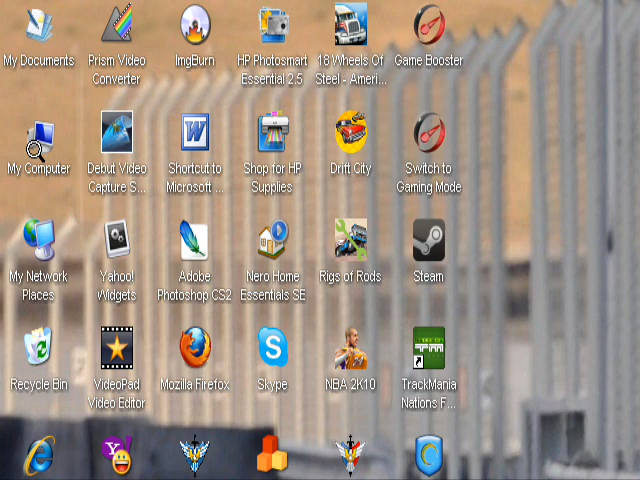 My Documents
Prism Video
Converter
ImgBurn
HP Photosmart
Essential 2.5
18 Wheels Of
Steel - Ameri...
Game Booster
My Computer
Debut Video
Capture S...
Shortcut to
Microsoft ...
Shop for HP
Supplies
Drift City
Switch to
Gaming Mode
My Network
Places
Yahoo!
Widgets
Adobe
Photoshop CS2
Nero Home
Essentials SE
Rigs of Rods
Steam
Recycle Bin
VideoPad
Video Editor
Mozilla Firefox
Skype
NBA 2K10
TrackMania
Nations F...